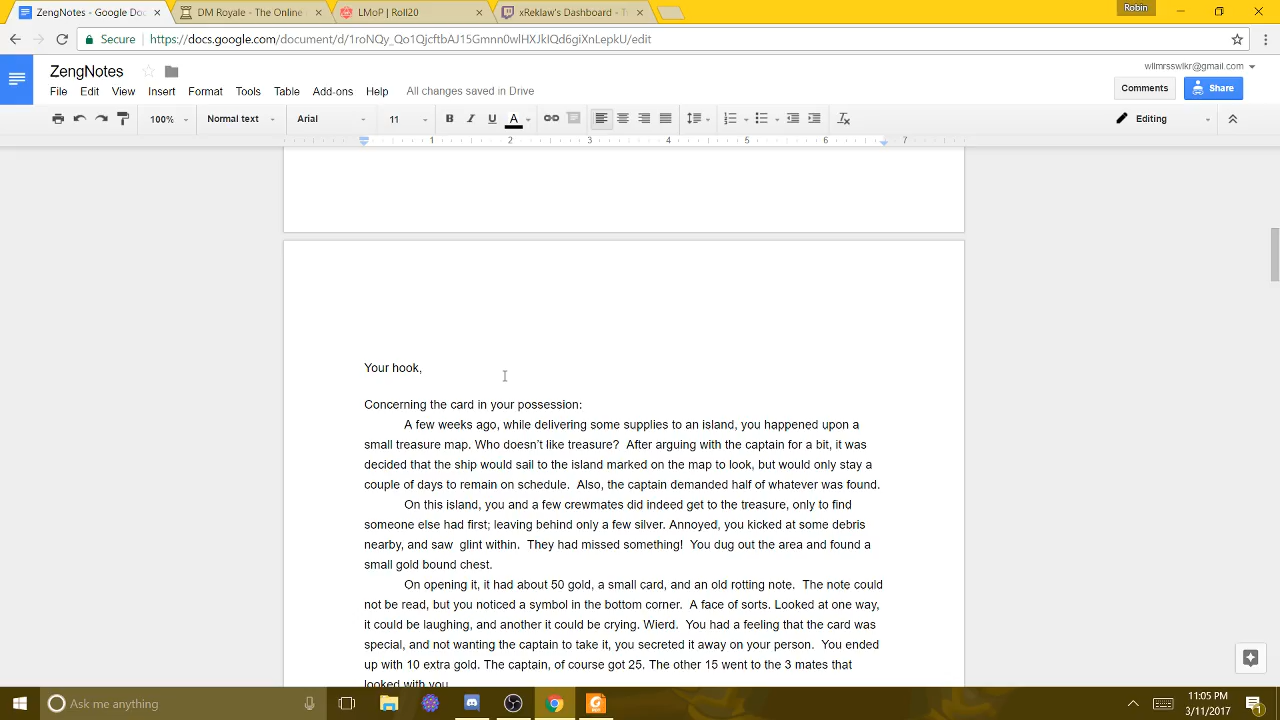 ZengNotes - Google Doc
DM Royale - The Online
LMoP | Roll20
xReklaw's Dashboard - T
Robin
Secure
https://docs.google.com/document/d/1roNQy_Qo1QjcftbAJ15Gmnn0wlHXJkIQd6giXnLepkU/edit
ZengNotes
wllmrsswlkr@gmail.com
File Edit View Insert Format Tools Table Add-ons Help All changes saved in Drive
Comments
Share
100% Normal text Arial 11 B I U A Editing
1 2 3 4 5 6 7
Your hook,
Concerning the card in your possession:
A few weeks ago, while delivering some supplies to an island, you happened upon a
small treasure map. Who doesn't like treasure? After arguing with the captain for a bit, it was
decided that the ship would sail to the island marked on the map to look, but would only stay a
couple of days to remain on schedule. Also, the captain demanded half of whatever was found.
On this island, you and a few crewmates did indeed get to the treasure, only to find
someone else had first; leaving behind only a few silver. Annoyed, you kicked at some debris
nearby, and saw glint within. They had missed something! You dug out the area and found a
small gold bound chest.
On opening it, it had about 50 gold, a small card, and an old rotting note. The note could
not be read, but you noticed a symbol in the bottom corner. A face of sorts. Looked at one way,
it could be laughing, and another it could be crying. Wierd. You had a feeling that the card was
special, and not wanting the captain to take it, you secreted it away on your person. You ended
up with 10 extra gold. The captain, of course got 25. The other 15 went to the 3 mates that
looked with you.
Ask me anything
11:05 PM
3/11/2017
1